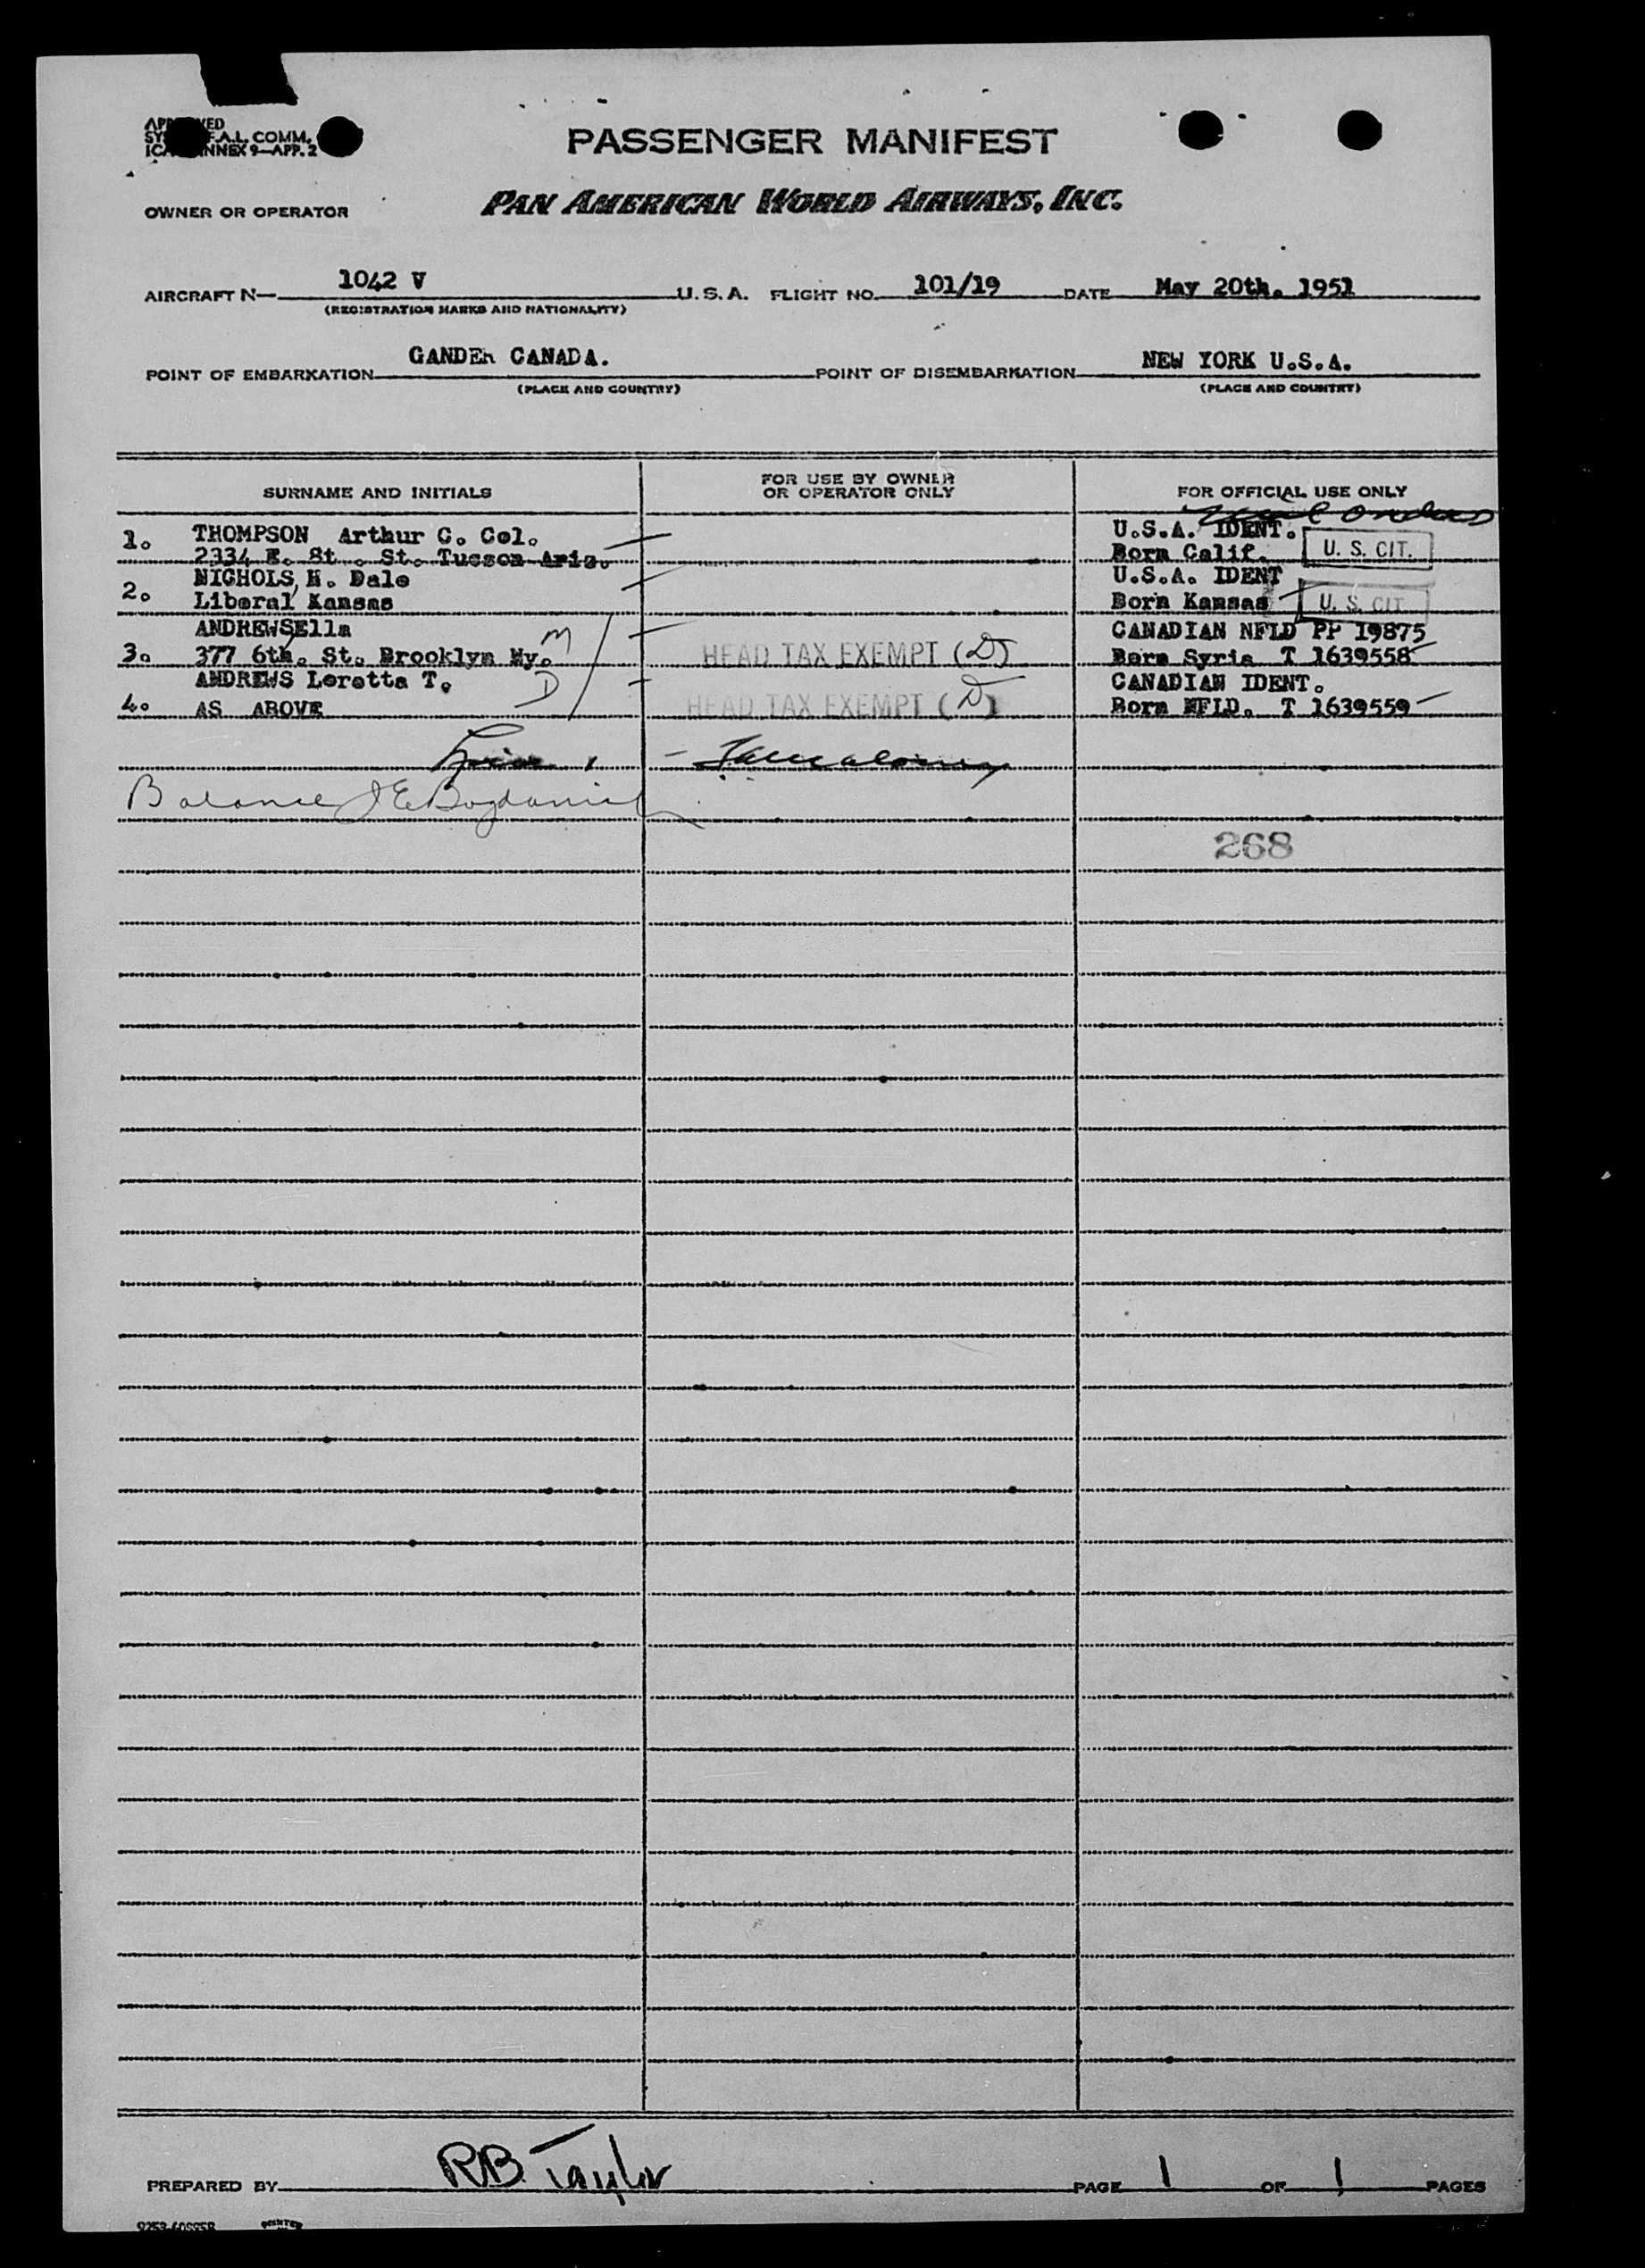 PASSENGER MANIFEST
F.A.L. COMM.
ANNEX 9—APP. 2
OWNER OR OPERATOR
PAN AMERICAN WORLD AIRWAYS, INC.
AIRCRAFT N— 1042 V U. S. A. FLIGHT NO. 101/19 DATE May 20th. 1951
(REGISTRATION MARKS AND NATIONALITY)
POINT OF EMBARKATION GANDER CANADA. POINT OF DISEMBARKATION NEW YORK U.S.A.
(PLACE AND COUNTRY) (PLACE AND COUNTRY)
SURNAME AND INITIALS FOR USE BY OWNER OR OPERATOR ONLY FOR OFFICIAL USE ONLY
1. THOMPSON Arthur C. Col. U.S.A. IDENT.
2334 E. St. St. Tucson Ariz. Born Calif. U. S. CIT.
2. NICHOLS, H. Dale U.S.A. IDENT
Liberal Kansas Born Kansas U. S. CIT.
3. ANDREWS/Ella CANADIAN NFLD PP 19875
377 6th. St. Brooklyn Ny. M HEAD TAX EXEMPT (D) Born Syria T 1639558
4. ANDREWS Loretta T. D CANADIAN IDENT.
AS ABOVE HEAD TAX EXEMPT (D) Born NFLD. T 1639559
Balance
268
PREPARED BY RB Taylor PAGE 1 OF 1 PAGES